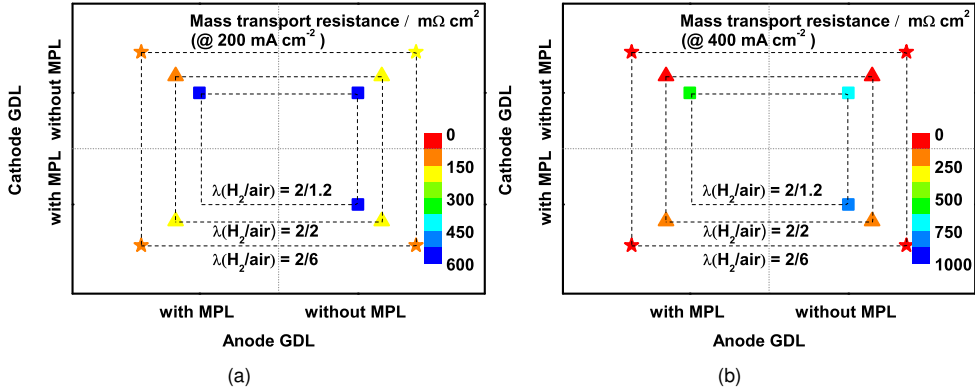 Mass transport resistance / mΩ cm²
(@ 200 mA cm⁻² )
Cathode GDL
with MPL without MPL
0
150
300
450
600
λ(H₂/air) = 2/1.2
λ(H₂/air) = 2/2
λ(H₂/air) = 2/6
with MPL without MPL
Anode GDL
(a)
Mass transport resistance / mΩ cm²
(@ 400 mA cm⁻² )
Cathode GDL
with MPL without MPL
0
250
500
750
1000
λ(H₂/air) = 2/1.2
λ(H₂/air) = 2/2
λ(H₂/air) = 2/6
with MPL without MPL
Anode GDL
(b)